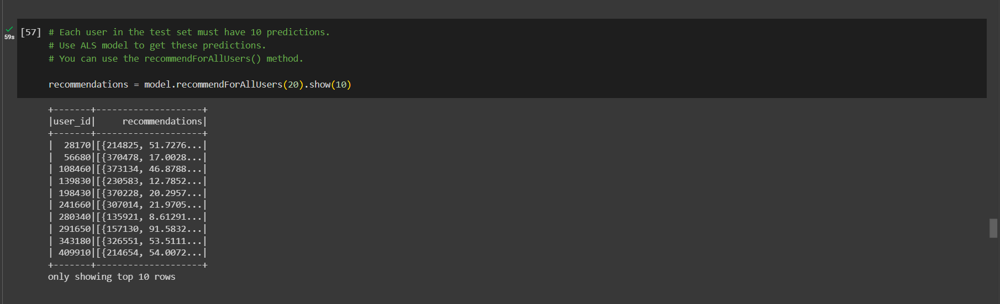 [57] # Each user in the test set must have 10 predictions.
59s
# Use ALS model to get these predictions.
# You can use the recommendForAllUsers() method.
recommendations = model.recommendForAllUsers(20).show(10)
+-------+--------------------+
|user_id|     recommendations|
+-------+--------------------+
|  28170|[{214825, 51.7276...|
|  56680|[{370478, 17.0028...|
| 108460|[{373134, 46.8788...|
| 139830|[{230583, 12.7852...|
| 198430|[{370228, 20.2957...|
| 241660|[{307014, 21.9705...|
| 280340|[{135921, 8.61291...|
| 291650|[{157130, 91.5832...|
| 343180|[{326551, 53.5111...|
| 409910|[{214654, 54.0072...|
+-------+--------------------+
only showing top 10 rows